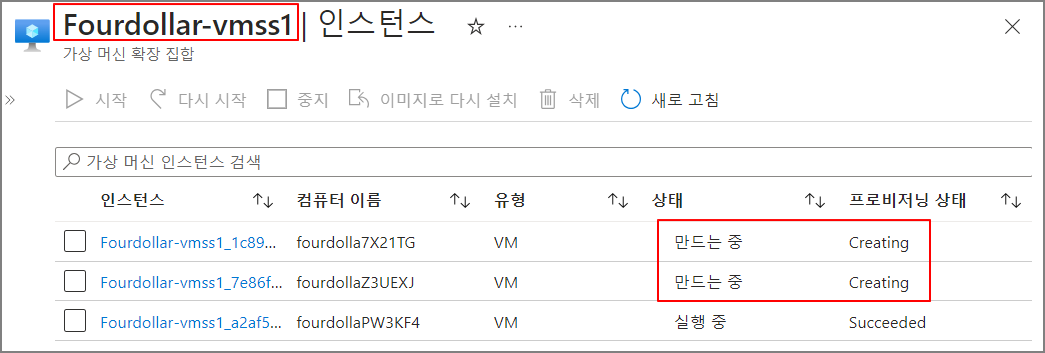 Fourdollar-vmss1 | 인스턴스 ☆ ...
가상 머신 확장 집합
시작 다시 시작 중지 이미지로 다시 설치 삭제 새로 고침
가상 머신 인스턴스 검색
인스턴스 컴퓨터 이름 유형 상태 프로비저닝 상태
Fourdollar-vmss1_1c89... fourdolla7X21TG VM 만드는 중 Creating
Fourdollar-vmss1_7e86f... fourdollaZ3UEXJ VM 만드는 중 Creating
Fourdollar-vmss1_a2af5... fourdollaPW3KF4 VM 실행 중 Succeeded